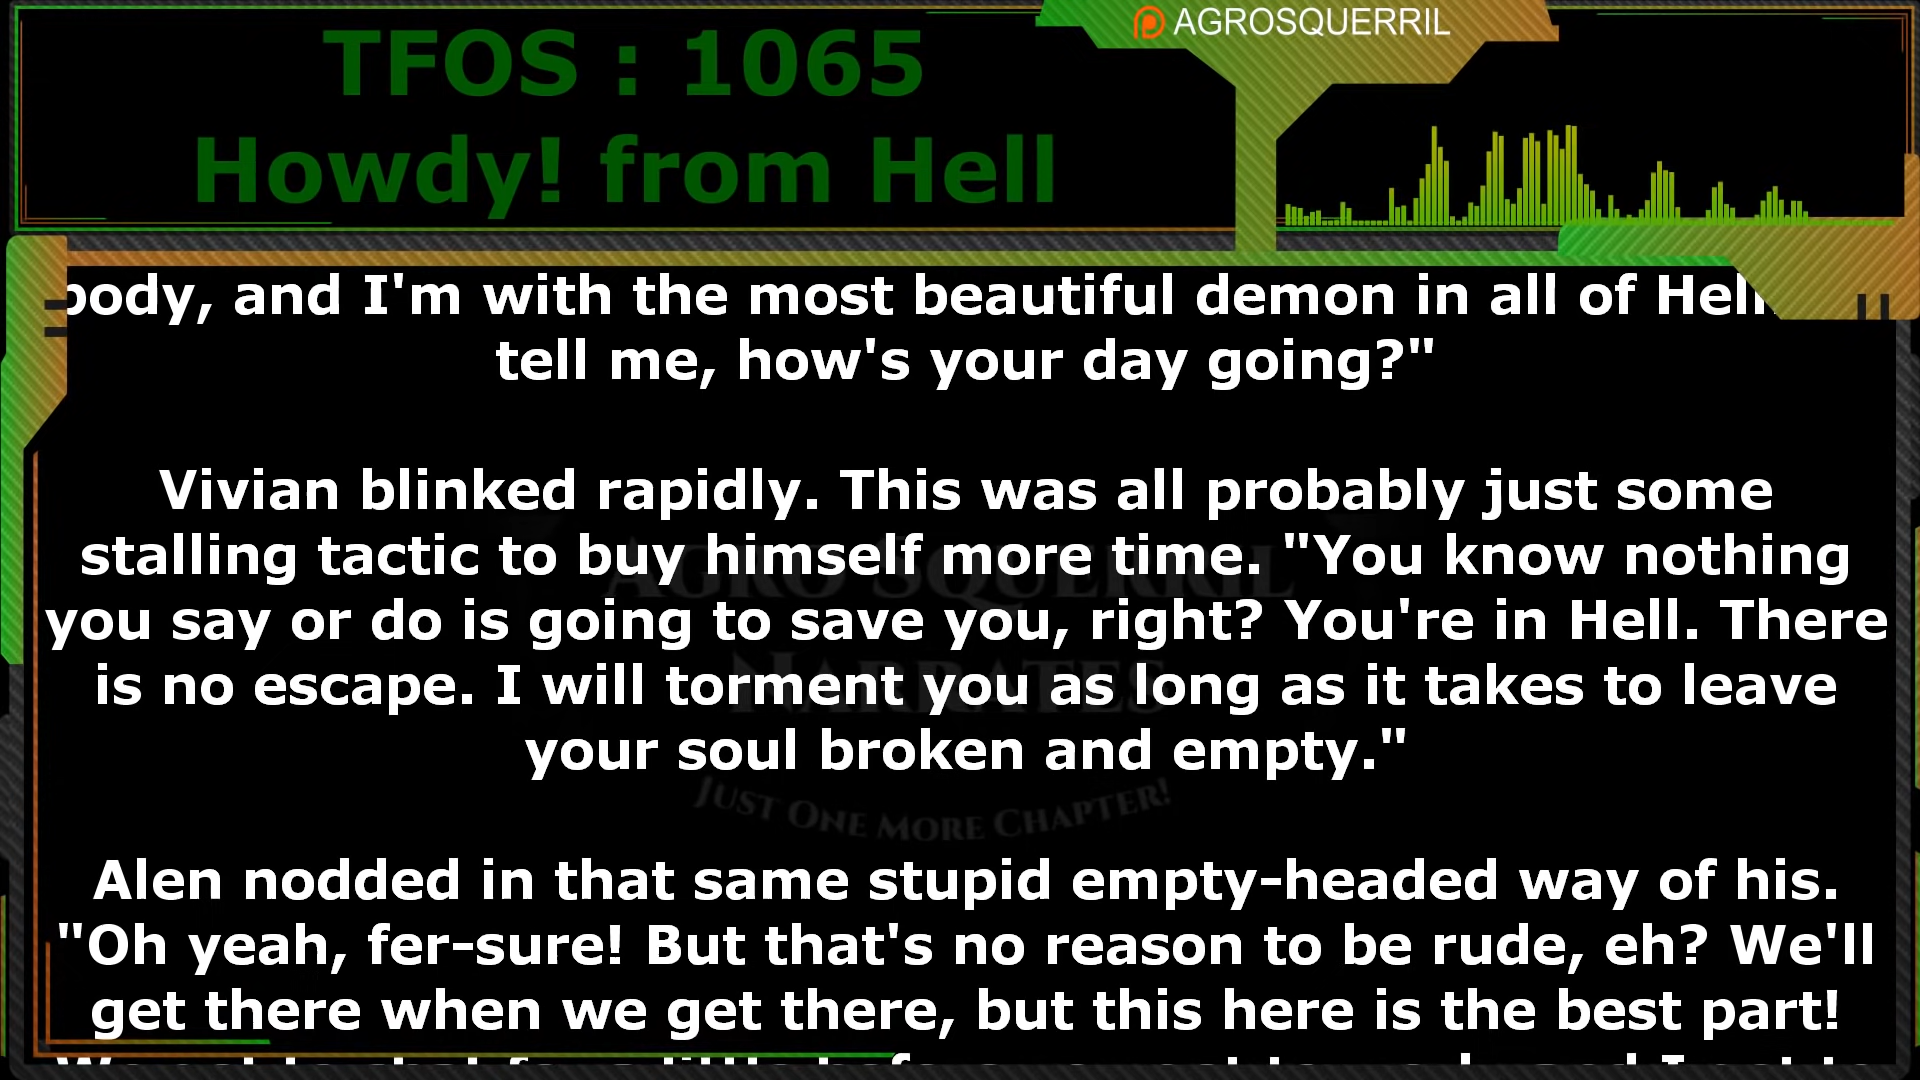 AGROSQUERRIL
TFOS : 1065
Howdy! from Hell
body, and I'm with the most beautiful demon in all of Hell.
tell me, how's your day going?"
Vivian blinked rapidly. This was all probably just some
stalling tactic to buy himself more time. "You know nothing
you say or do is going to save you, right? You're in Hell. There
is no escape. I will torment you as long as it takes to leave
your soul broken and empty."
Alen nodded in that same stupid empty-headed way of his.
"Oh yeah, fer-sure! But that's no reason to be rude, eh? We'll
get there when we get there, but this here is the best part!
AGRO SQUERRIL
NARRATES
JUST ONE MORE CHAPTER!